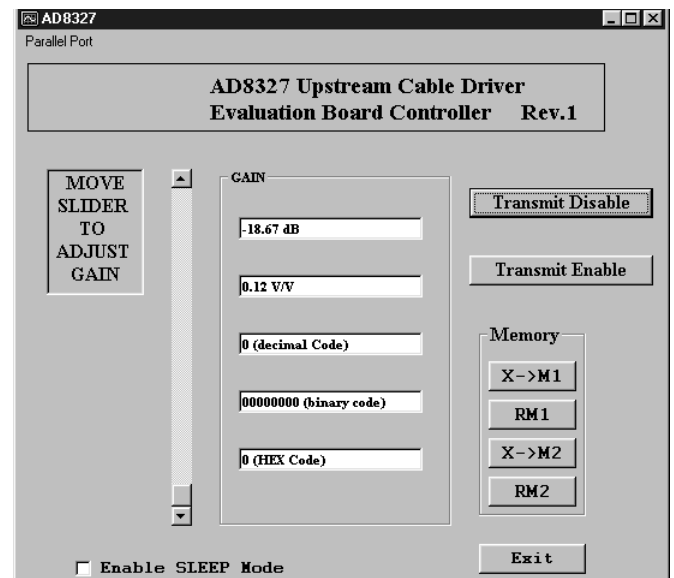 AD8327
Parallel Port
AD8327 Upstream Cable Driver
Evaluation Board Controller Rev.1
MOVE
SLIDER
TO
ADJUST
GAIN
GAIN
-18.67 dB
0.12 V/V
0 (decimal Code)
00000000 (binary code)
0 (HEX Code)
Transmit Disable
Transmit Enable
Memory
X->M1
RM1
X->M2
RM2
Enable SLEEP Mode
Exit